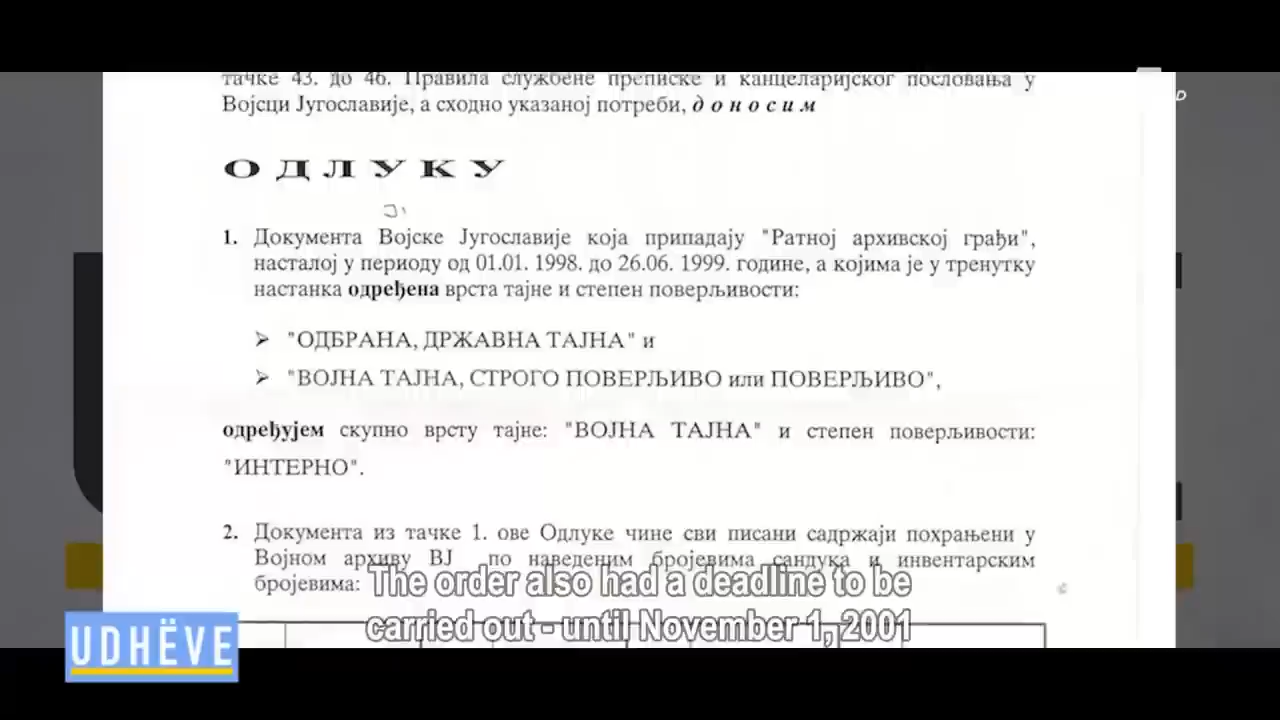 тачке 43. до 46. Правила службене преписке и канцеларијског пословања у
Војсци Југославије, а сходно указаној потреби, доносим
ОДЛУКУ
1. Документа Војске Југославије која припадају "Ратној архивској грађи",
насталој у периоду од 01.01. 1998. до 26.06. 1999. године, а којима је у тренутку
настанка одређена врста тајне и степен поверљивости:
➢ "ОДБРАНА, ДРЖАВНА ТАЈНА" и
➢ "ВОЈНА ТАЈНА, СТРОГО ПОВЕРЉИВО или ПОВЕРЉИВО",
одређујем скупно врсту тајне: "ВОЈНА ТАЈНА" и степен поверљивости:
"ИНТЕРНО".
2. Документа из тачке 1. ове Одлуке чине сви писани садржаји похрањени у
Војном архиву ВЈ по наведеним бројевима сандука и инвентарским
бројевима:
The order also had a deadline to be
carried out - until November 1, 2001
UDHËVE